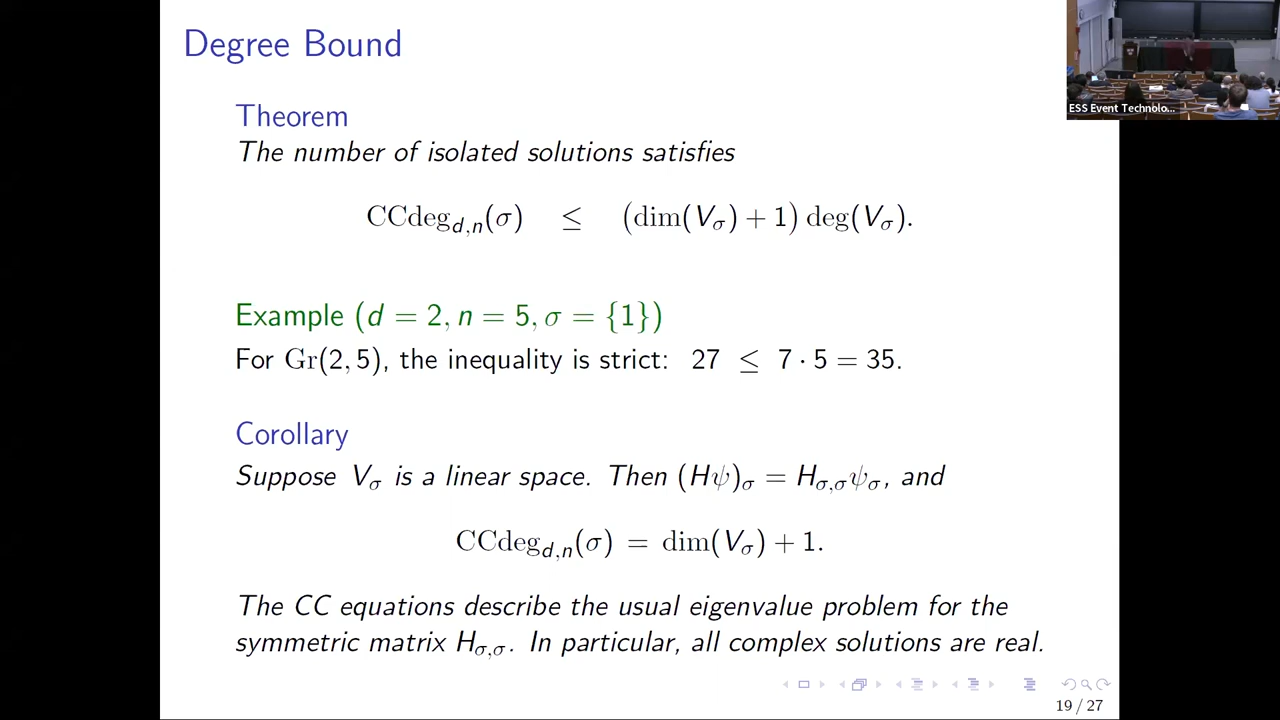 Degree Bound
Theorem
The number of isolated solutions satisfies
CCdeg_{d,n}(σ) ≤ (dim(V_σ) + 1) deg(V_σ).
Example (d = 2, n = 5, σ = {1})
For Gr(2, 5), the inequality is strict: 27 ≤ 7 · 5 = 35.
Corollary
Suppose V_σ is a linear space. Then (Hψ)_σ = H_{σ,σ}ψ_σ, and
CCdeg_{d,n}(σ) = dim(V_σ) + 1.
The CC equations describe the usual eigenvalue problem for the
symmetric matrix H_{σ,σ}. In particular, all complex solutions are real.
19 / 27
ESS Event Technolo...